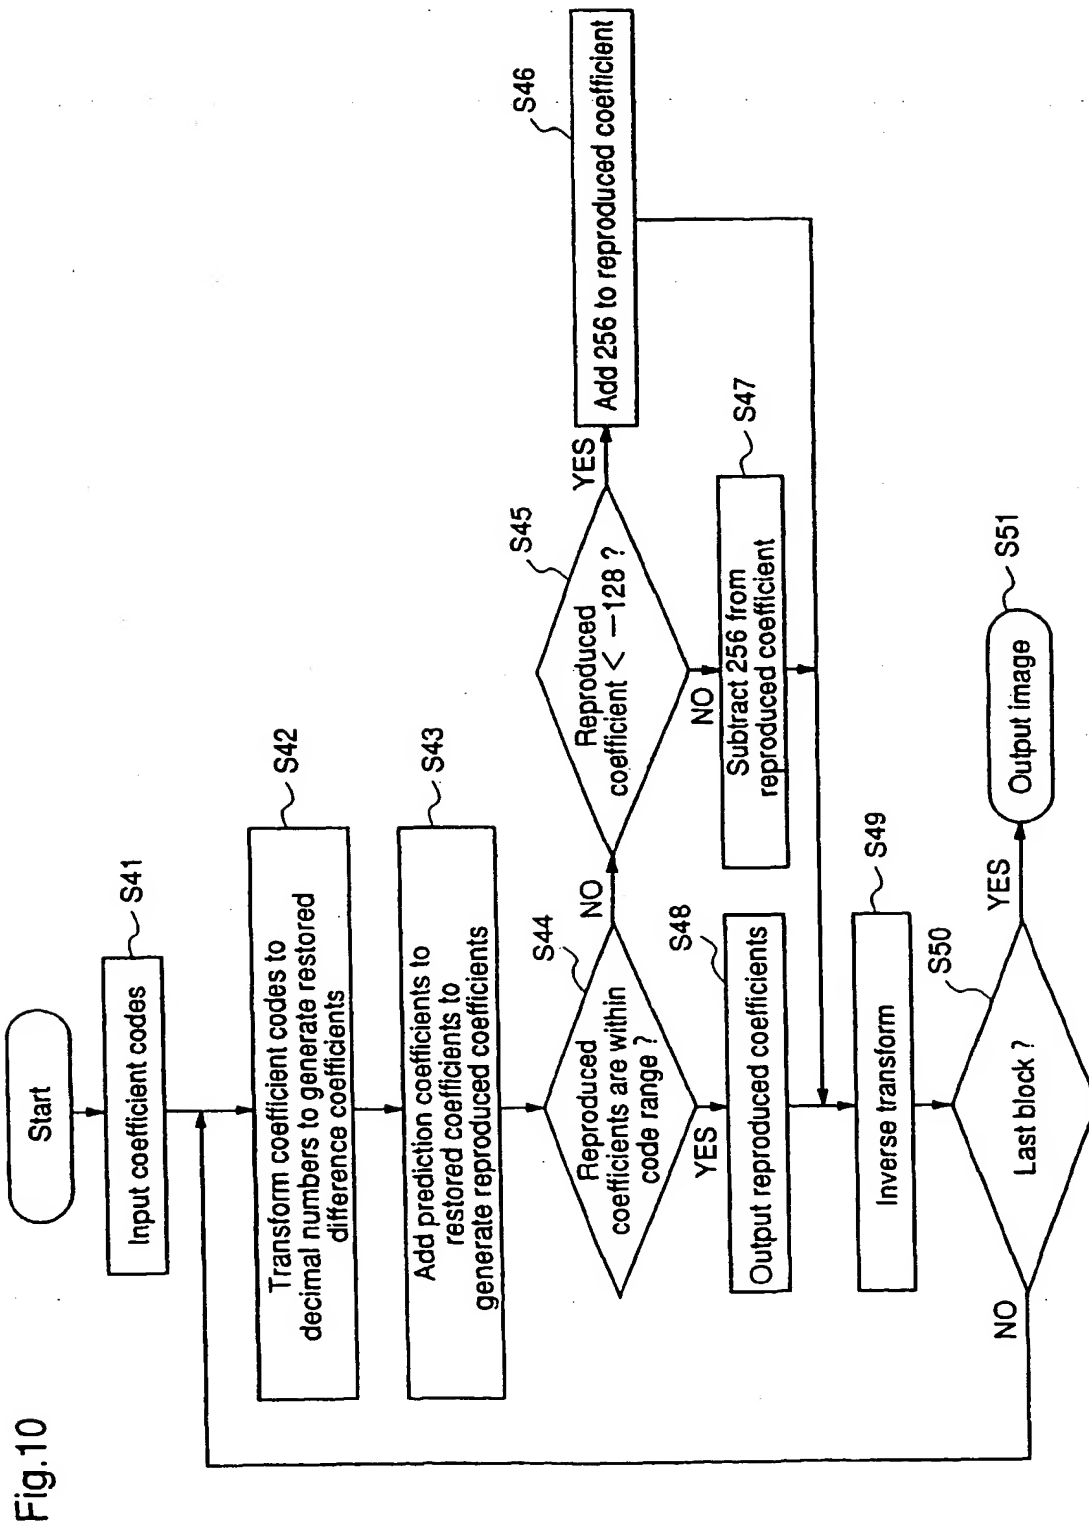 Fig.10
Start
Input coefficient codes
S41
Transform coefficient codes to
decimal numbers to generate restored
difference coefficients
S42
Add prediction coefficients to
restored coefficients to
generate reproduced coefficients
S43
Reproduced
coefficients are within
code range ?
S44
NO
YES
Reproduced
coefficient < —128 ?
S45
YES
NO
Add 256 to reproduced coefficient
S46
Subtract 256 from
reproduced coefficient
S47
Output reproduced coefficients
S48
Inverse transform
S49
Last block ?
S50
YES
NO
Output image
S51